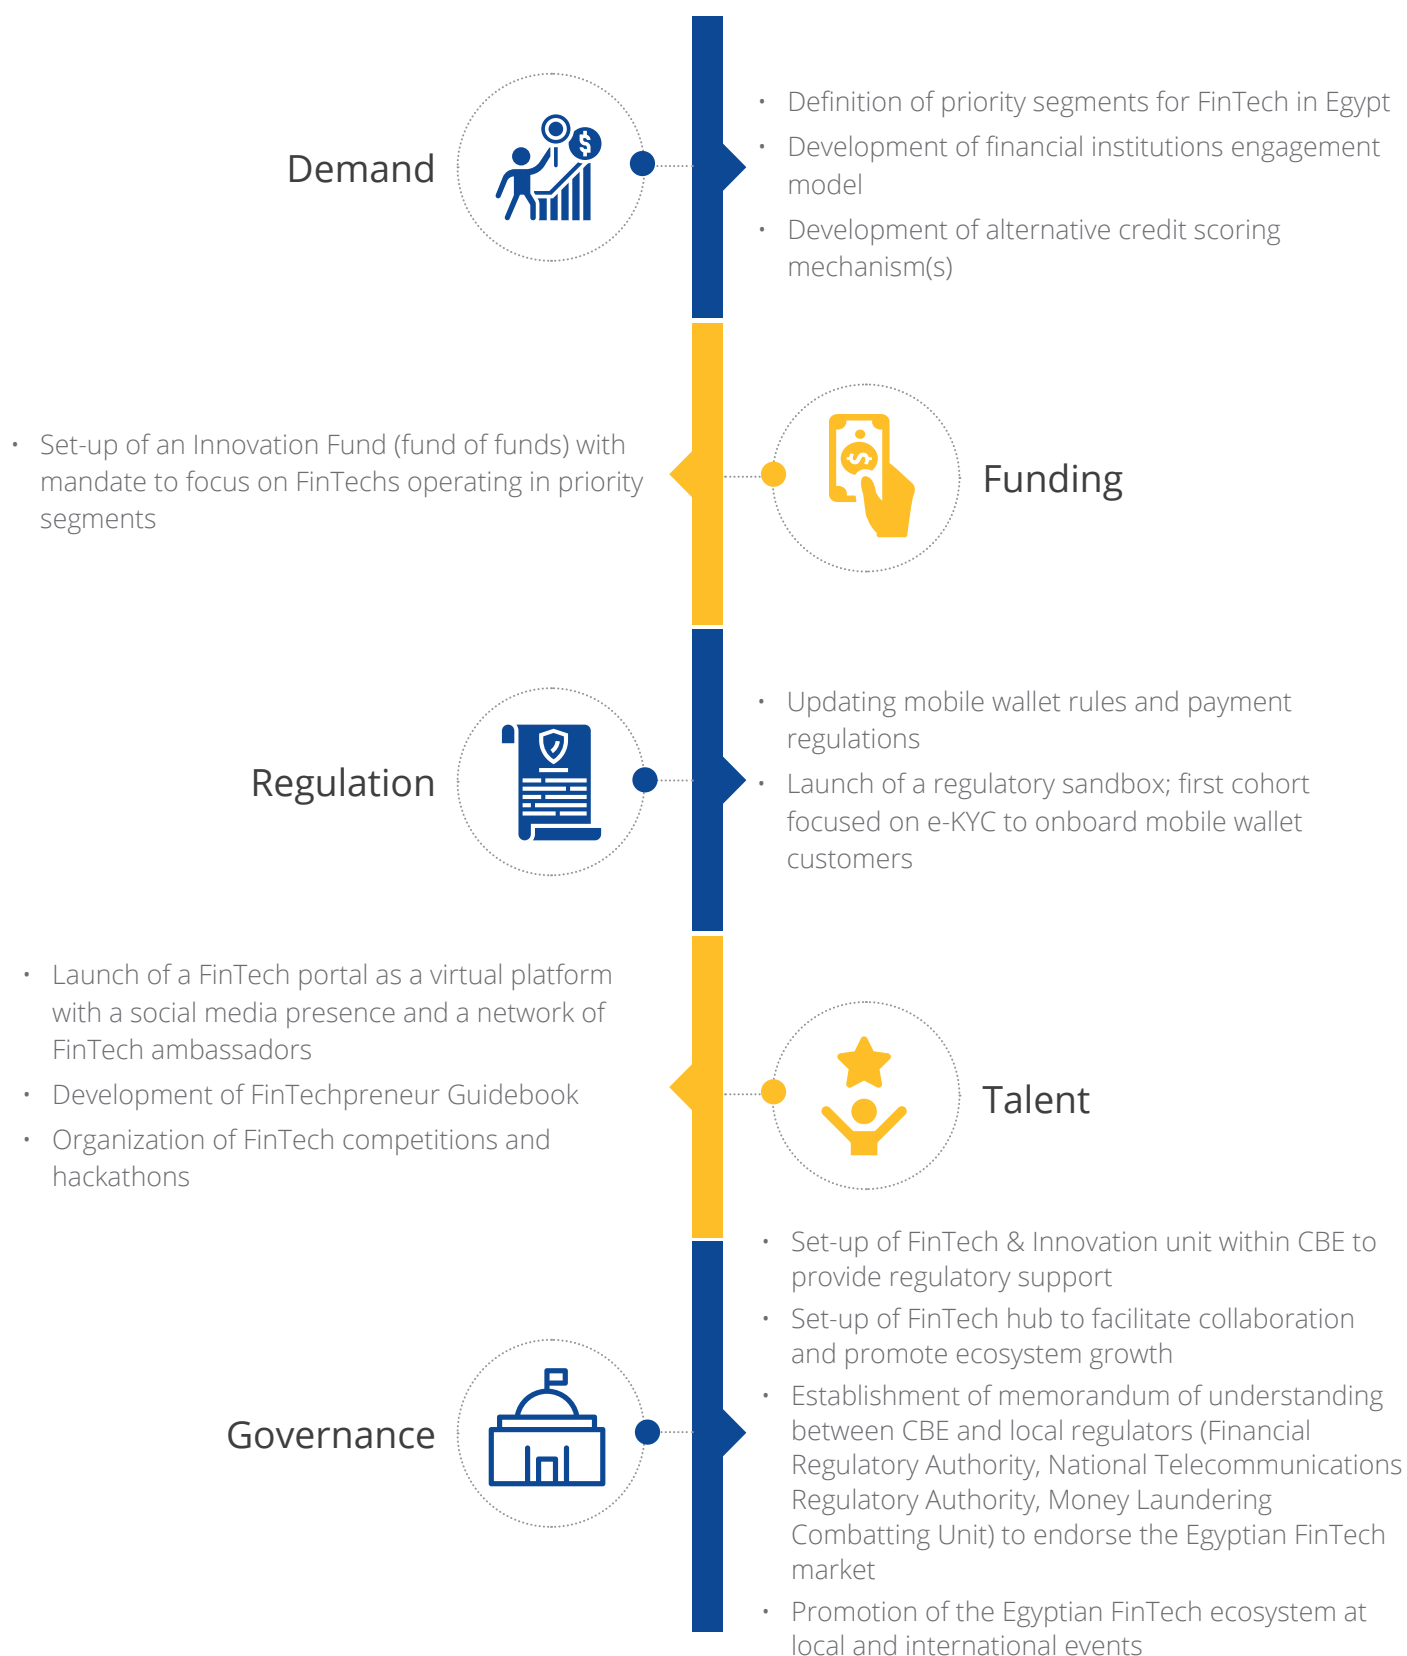 Demand
• Definition of priority segments for FinTech in Egypt
• Development of financial institutions engagement
model
• Development of alternative credit scoring
mechanism(s)
Funding
• Set-up of an Innovation Fund (fund of funds) with
mandate to focus on FinTechs operating in priority
segments
Regulation
• Updating mobile wallet rules and payment
regulations
• Launch of a regulatory sandbox; first cohort
focused on e-KYC to onboard mobile wallet
customers
Talent
• Launch of a FinTech portal as a virtual platform
with a social media presence and a network of
FinTech ambassadors
• Development of FinTechpreneur Guidebook
• Organization of FinTech competitions and
hackathons
Governance
• Set-up of FinTech & Innovation unit within CBE to
provide regulatory support
• Set-up of FinTech hub to facilitate collaboration
and promote ecosystem growth
• Establishment of memorandum of understanding
between CBE and local regulators (Financial
Regulatory Authority, National Telecommunications
Regulatory Authority, Money Laundering
Combatting Unit) to endorse the Egyptian FinTech
market
• Promotion of the Egyptian FinTech ecosystem at
local and international events